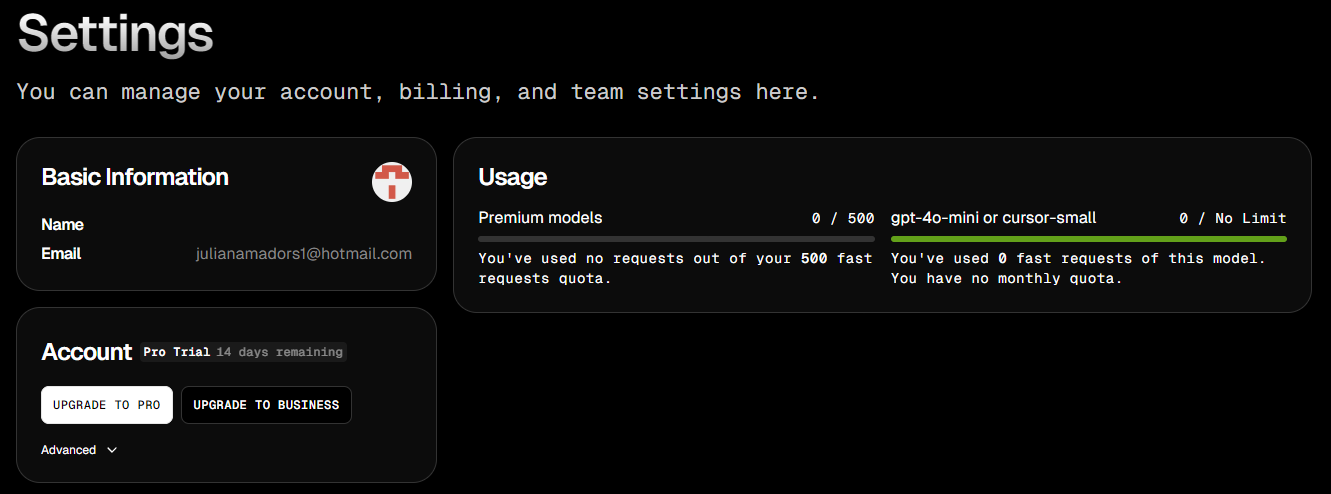 Settings
You can manage your account, billing, and team settings here.
Basic Information
Name
Email julianamadors1@hotmail.com
Account Pro Trial 14 days remaining
UPGRADE TO PRO UPGRADE TO BUSINESS
Advanced
Usage
Premium models 0 / 500
You've used no requests out of your 500 fast
requests quota.
gpt-4o-mini or cursor-small 0 / No Limit
You've used 0 fast requests of this model.
You have no monthly quota.